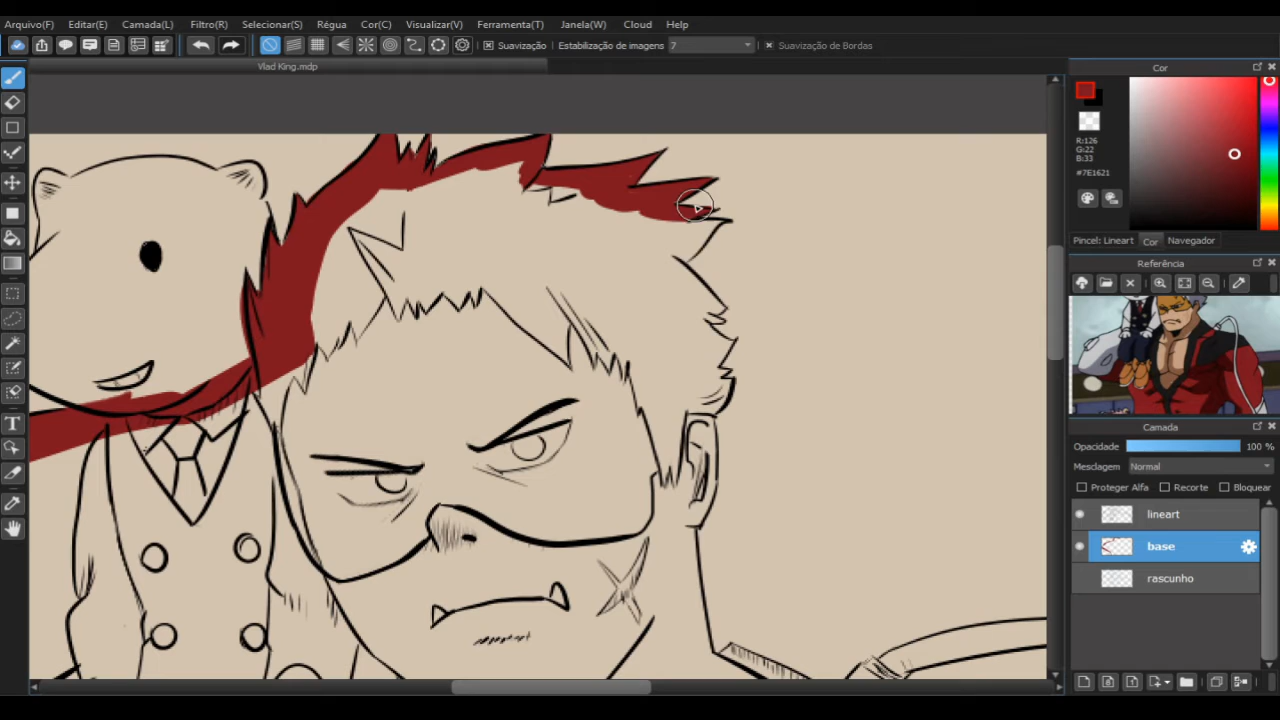 Arquivo(F) Editar(E) Camada(L) Filtro(R) Selecionar(S) Régua Cor(C) Visualizar(V) Ferramenta(T) Janela(W) Cloud Help
Suavização Estabilização de imagens 7 Suavização de Bordas
Vlad King.mdp
Cor
R:126
G:22
B:33
#7E1621
Pincel: Lineart Cor Navegador
Referência
Camada
Opacidade 100 %
Mesclagem Normal
Proteger Alfa Recorte Bloquear
lineart
base
rascunho
T